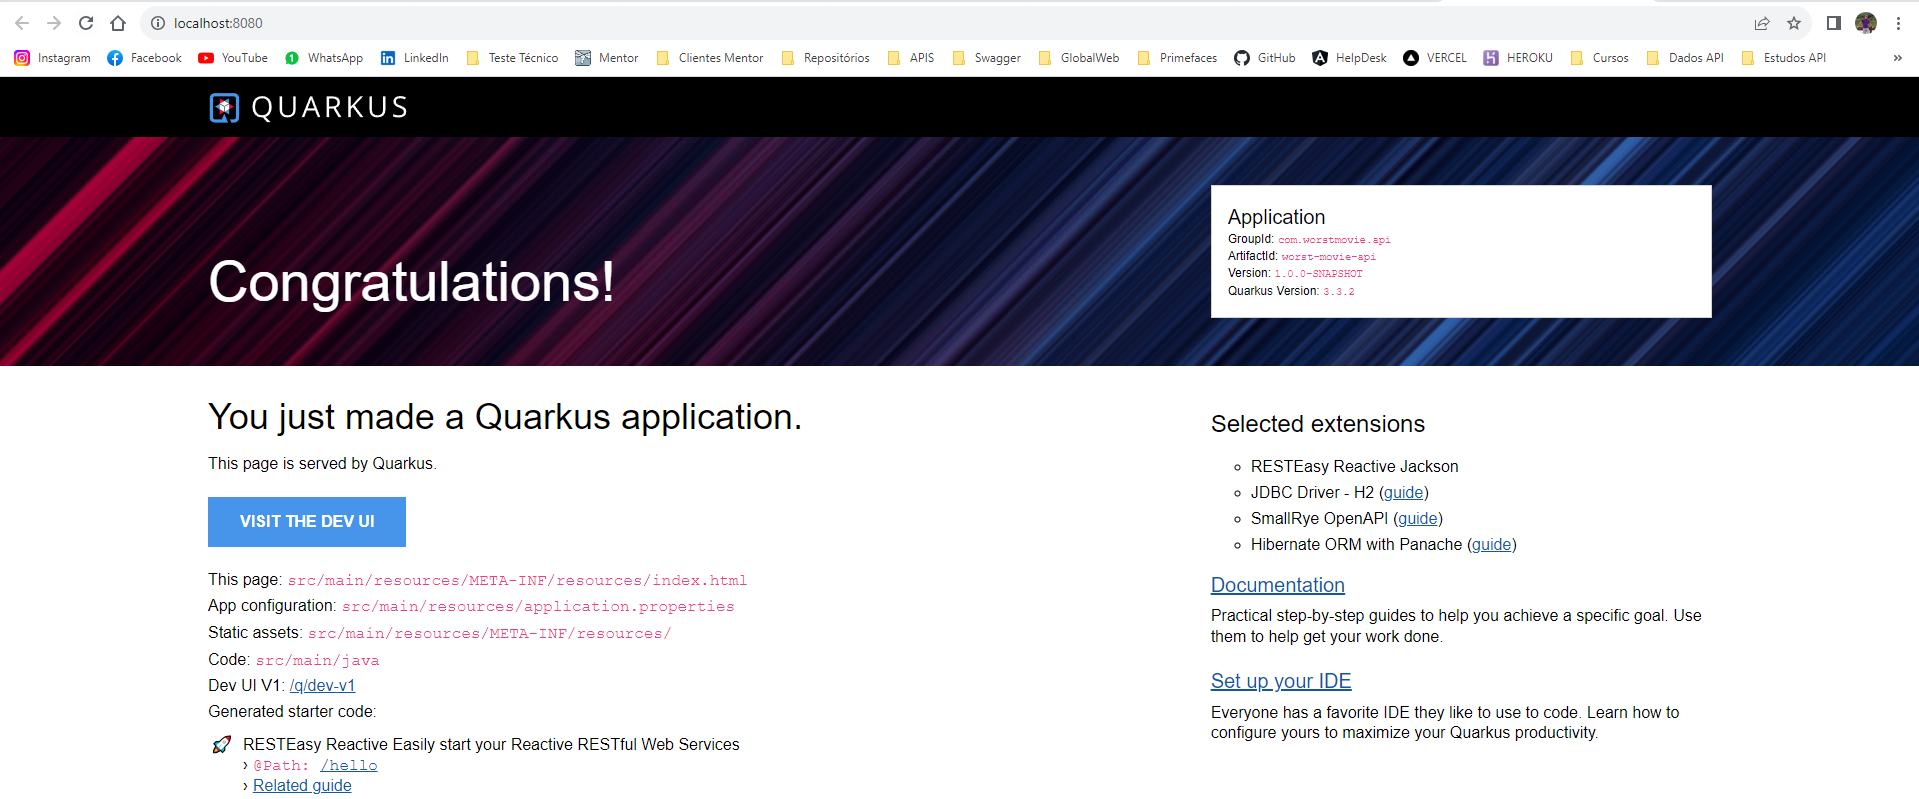 localhost:8080
Instagram Facebook YouTube WhatsApp LinkedIn Teste Técnico Mentor Clientes Mentor Repositórios APIS Swagger GlobalWeb Primefaces GitHub HelpDesk VERCEL HEROKU Cursos Dados API Estudos API »
QUARKUS
Congratulations!
Application
GroupId: com.worstmovie.api
ArtifactId: worst-movie-api
Version: 1.0.0-SNAPSHOT
Quarkus Version: 3.3.2
You just made a Quarkus application.
This page is served by Quarkus.
VISIT THE DEV UI
This page: src/main/resources/META-INF/resources/index.html
App configuration: src/main/resources/application.properties
Static assets: src/main/resources/META-INF/resources/
Code: src/main/java
Dev UI V1: /q/dev-v1
Generated starter code:
RESTEasy Reactive Easily start your Reactive RESTful Web Services
› @Path: /hello
› Related guide
Selected extensions
RESTEasy Reactive Jackson
JDBC Driver - H2 (guide)
SmallRye OpenAPI (guide)
Hibernate ORM with Panache (guide)
Documentation
Practical step-by-step guides to help you achieve a specific goal. Use
them to help get your work done.
Set up your IDE
Everyone has a favorite IDE they like to use to code. Learn how to
configure yours to maximize your Quarkus productivity.